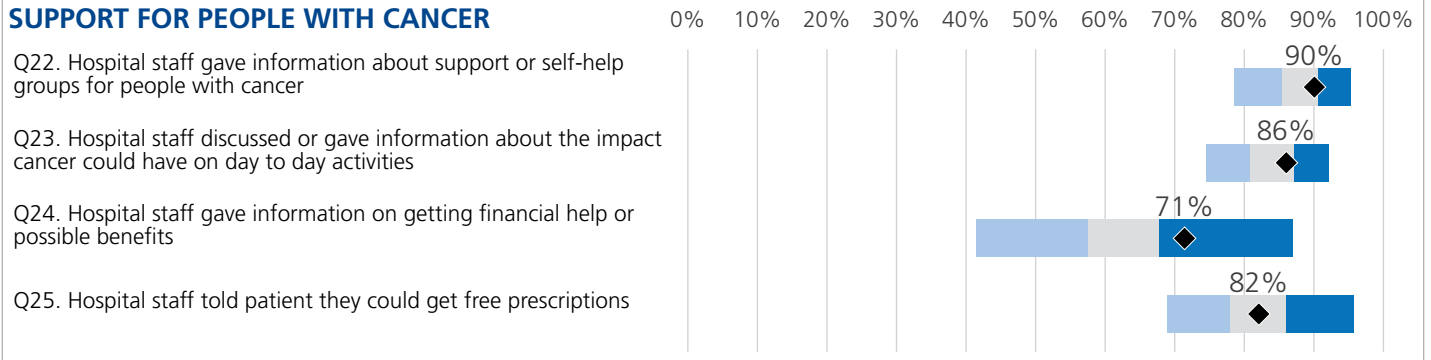 SUPPORT FOR PEOPLE WITH CANCER
0% 10% 20% 30% 40% 50% 60% 70% 80% 90% 100%
Q22. Hospital staff gave information about support or self-help
groups for people with cancer
90%
Q23. Hospital staff discussed or gave information about the impact
cancer could have on day to day activities
86%
Q24. Hospital staff gave information on getting financial help or
possible benefits
71%
Q25. Hospital staff told patient they could get free prescriptions
82%